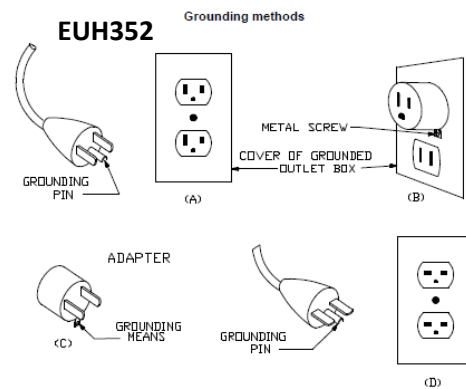 Grounding methods
EUH352
METAL SCREW
COVER OF GROUNDED
OUTLET BOX
GROUNDING
PIN
(A)
(B)
ADAPTER
GROUNDING
MEANS
(C)
GROUNDING
PIN
(D)